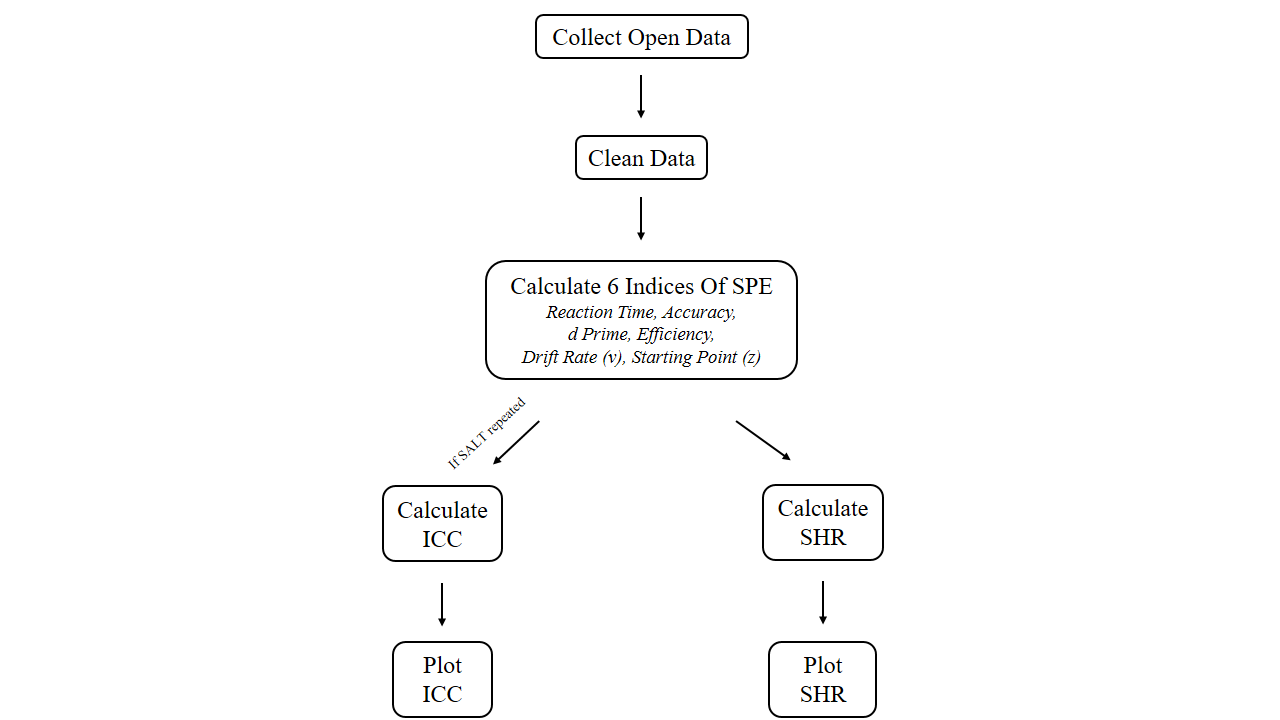 Collect Open Data
Clean Data
Calculate 6 Indices Of SPE
Reaction Time, Accuracy,
d Prime, Efficiency,
Drift Rate (v), Starting Point (z)
If SALT repeated
Calculate
ICC
Calculate
SHR
Plot
ICC
Plot
SHR